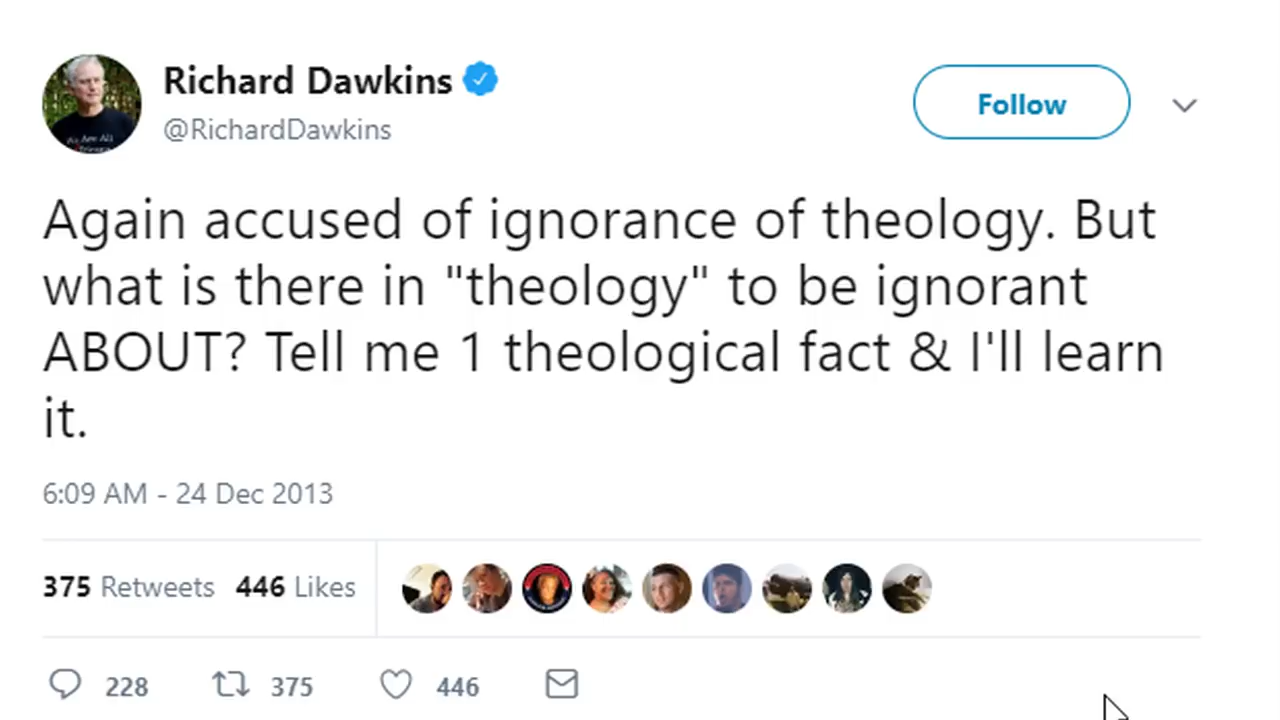 Richard Dawkins
@RichardDawkins
Follow
Again accused of ignorance of theology. But
what is there in "theology" to be ignorant
ABOUT? Tell me 1 theological fact & I'll learn
it.
6:09 AM - 24 Dec 2013
375 Retweets 446 Likes
228 375 446